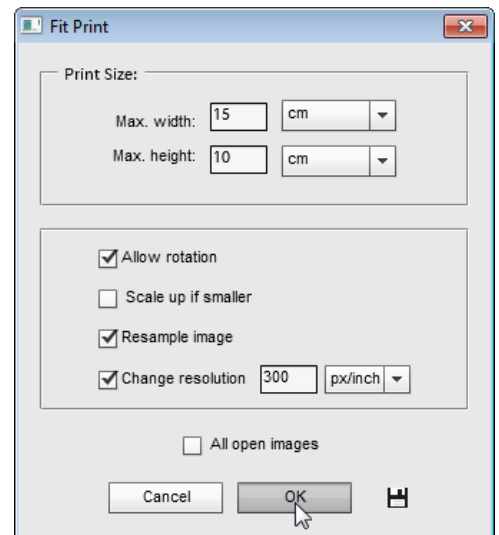 Fit Print
Print Size:
Max. width: 15 cm
Max. height: 10 cm
Allow rotation
Scale up if smaller
Resample image
Change resolution 300 px/inch
All open images
Cancel OK